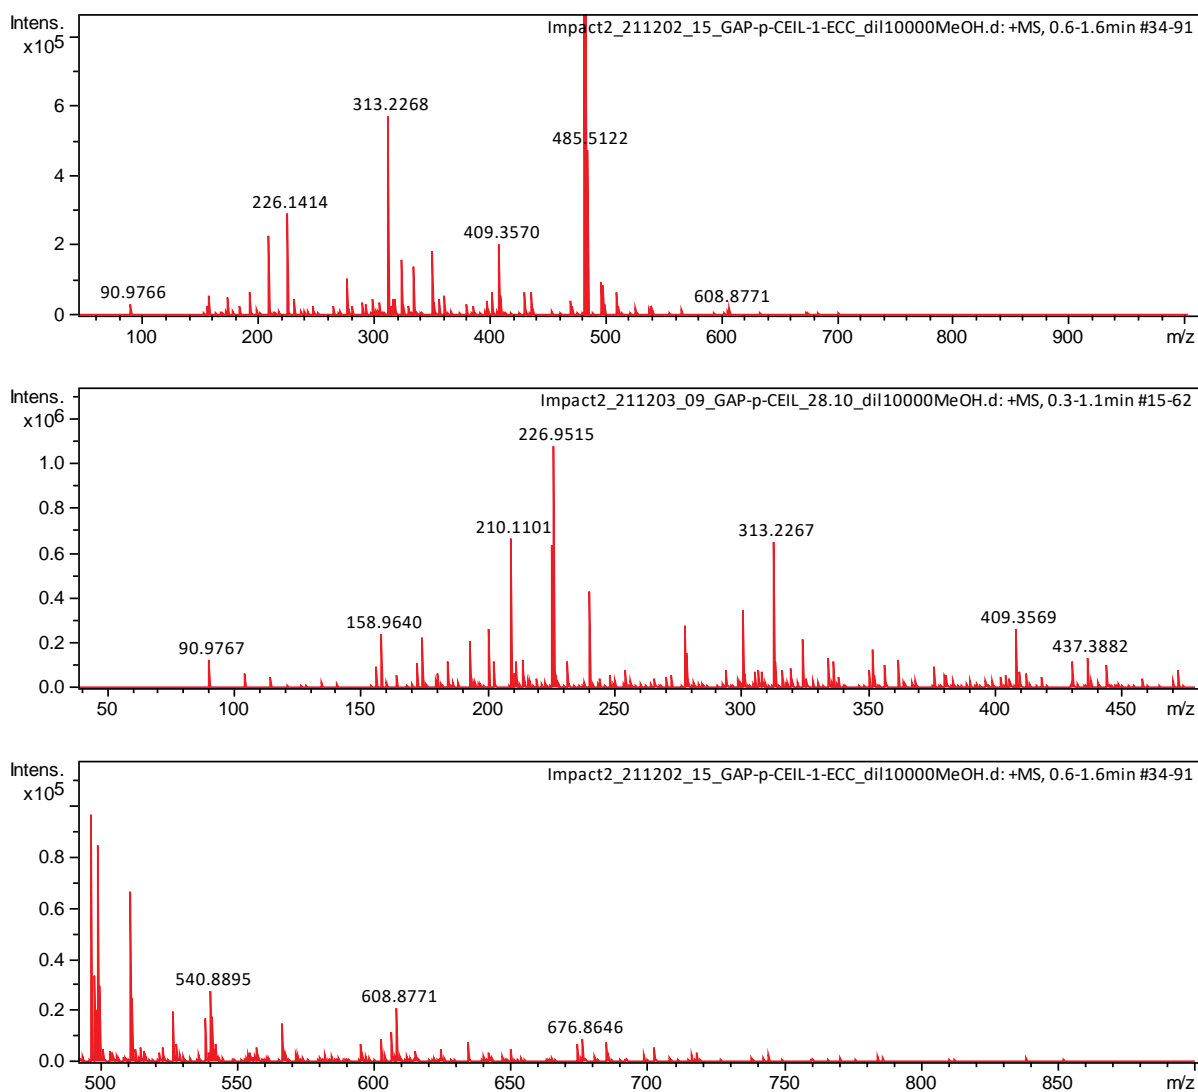 Intens.
x10⁵
Impact2_211202_15_GAP-p-CEIL-1-ECC_dil10000MeOH.d: +MS, 0.6-1.6min #34-91
6
4
2
0
90.9766
226.1414
313.2268
409.3570
485.5122
608.8771
100 200 300 400 500 600 700 800 900 m/z
Intens.
x10⁶
Impact2_211203_09_GAP-p-CEIL_28.10_dil10000MeOH.d: +MS, 0.3-1.1min #15-62
1.0
0.8
0.6
0.4
0.2
0.0
90.9767
158.9640
210.1101
226.9515
313.2267
409.3569
437.3882
50 100 150 200 250 300 350 400 450 m/z
Intens.
x10⁵
Impact2_211202_15_GAP-p-CEIL-1-ECC_dil10000MeOH.d: +MS, 0.6-1.6min #34-91
0.8
0.6
0.4
0.2
0.0
540.8895
608.8771
676.8646
500 550 600 650 700 750 800 850 m/z